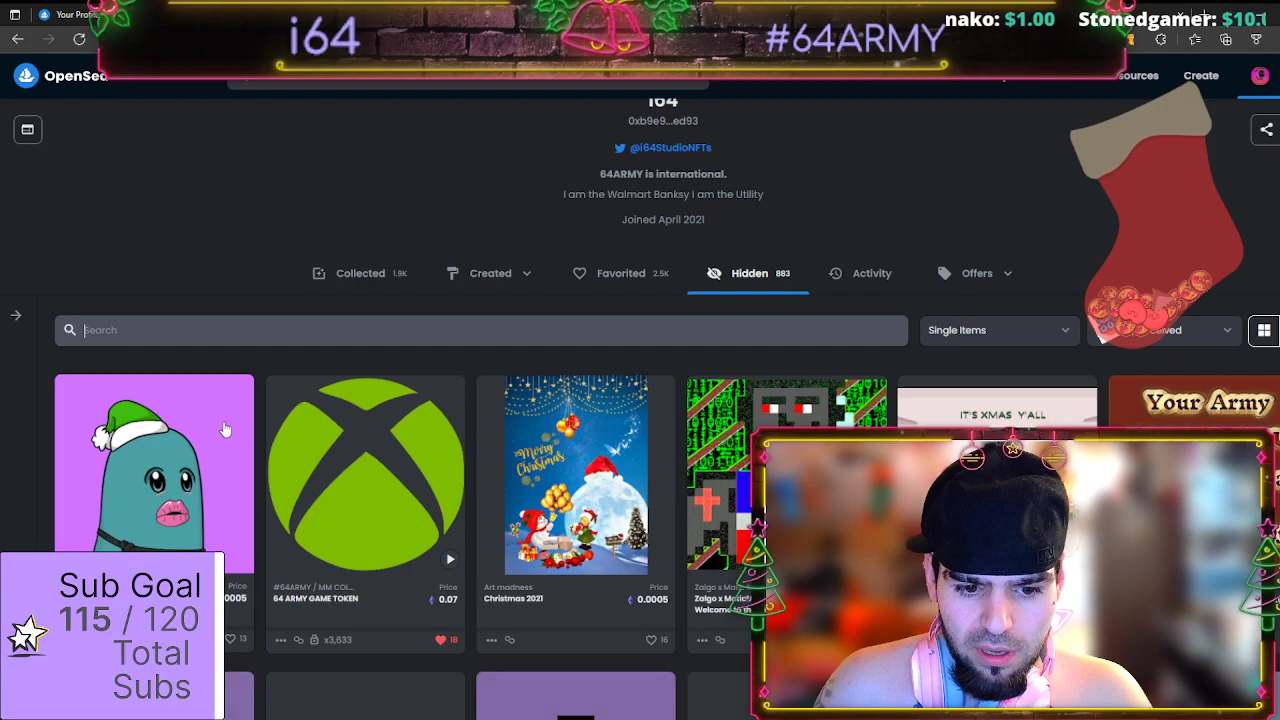 Your Prof
i64
#64ARMY
nako: $1.00 Stonedgamer: $10.
OpenSea
sources
Create
i64
0xb9e9...ed93
@i64StudioNFTs
64ARMY is international.
I am the Walmart Banksy I am the Utility
Joined April 2021
Collected 1.9K
Created
Favorited 2.5K
Hidden 883
Activity
Offers
Search
Single Items
Merry Christmas
IT'S XMAS Y'ALL
Your Army
Price
0005
13
#64ARMY / MM COL...
64 ARMY GAME TOKEN
Price
0.07
x3,633
18
Art madness
Christmas 2021
Price
0.0005
16
Sub Goal
115 / 120
Total
Subs